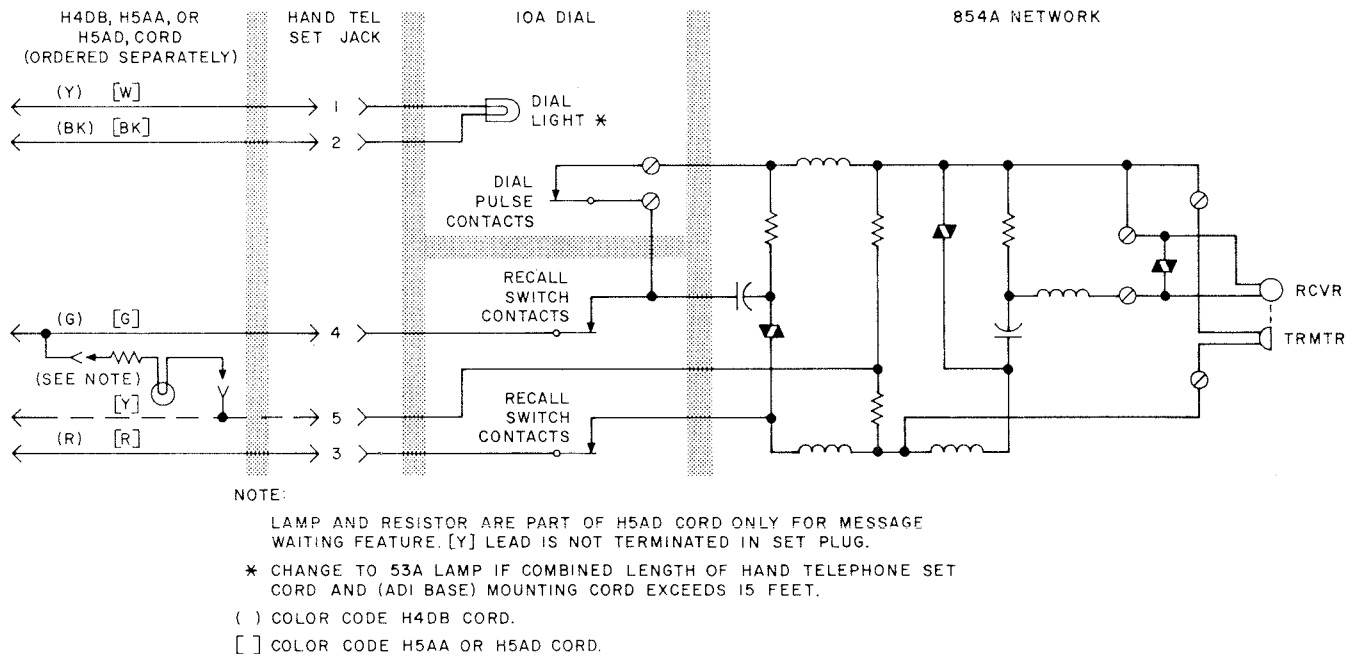 H4DB, H5AA, OR
H5AD, CORD
(ORDERED SEPARATELY)
HAND TEL
SET JACK
10A DIAL
854A NETWORK
(Y) [W]
1
DIAL
LIGHT *
(BK) [BK]
2
DIAL
PULSE
CONTACTS
RECALL
SWITCH
CONTACTS
RCVR
(G) [G]
4
TRMTR
(SEE NOTE)
[Y]
5
RECALL
SWITCH
CONTACTS
(R) [R]
3
NOTE:
LAMP AND RESISTOR ARE PART OF H5AD CORD ONLY FOR MESSAGE
WAITING FEATURE. [Y] LEAD IS NOT TERMINATED IN SET PLUG.
* CHANGE TO 53A LAMP IF COMBINED LENGTH OF HAND TELEPHONE SET
CORD AND (AD1 BASE) MOUNTING CORD EXCEEDS 15 FEET.
( ) COLOR CODE H4DB CORD.
[ ] COLOR CODE H5AA OR H5AD CORD.